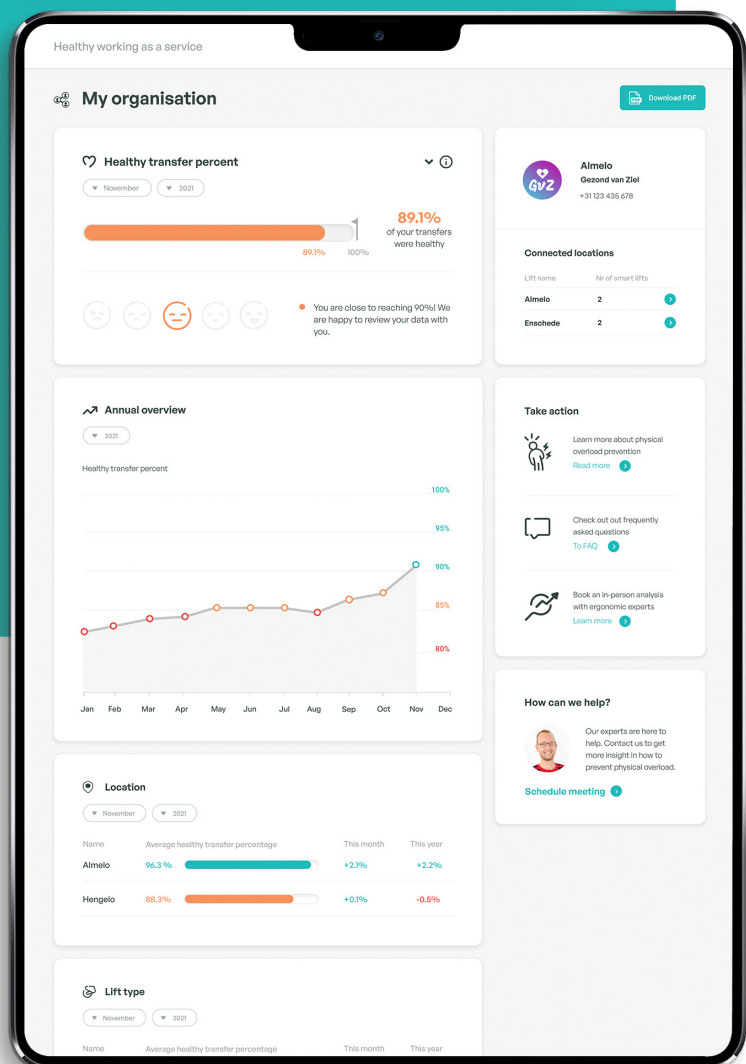 Healthy working as a service
My organisation
Download PDF
Healthy transfer percent
November
2021
89.1%
of your transfers
were healthy
89.1%
100%
You are close to reaching 90%! We
are happy to review your data with
you.
GvZ
Almelo
Gezond van Ziel
+31 123 435 678
Connected locations
Lift name Nr of smart lifts
Almelo 2
Enschede 2
Annual overview
2021
Healthy transfer percent
100%
95%
90%
85%
80%
Jan Feb Mar Apr May Jun Jul Aug Sep Oct Nov Dec
Take action
Learn more about physical
overload prevention
Read more
Check out out frequently
asked questions
To FAQ
Book an in-person analysis
with ergonomic experts
Learn more
How can we help?
Our experts are here to
help. Contact us to get
more insight in how to
prevent physical overload.
Schedule meeting
Location
November 2021
Name Average healthy transfer percentage This month This year
Almelo 96.3 % +2.1% +2.2%
Hengelo 88.3% +0.1% -0.5%
Lift type
November 2021
Name Average healthy transfer percentage This month This year